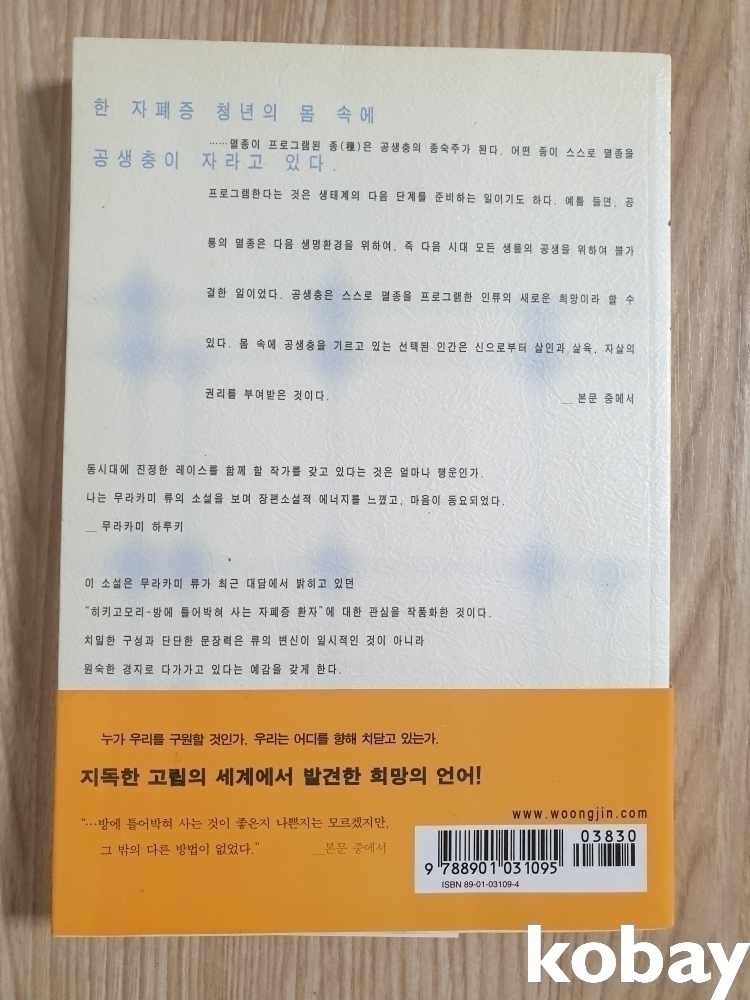 한 자폐증 청년의 몸 속에
공생충이 자라고 있다.
……멸종이 프로그램된 종(種)은 공생충의 종숙주가 된다. 어떤 종이 스스로 멸종을
프로그램한다는 것은 생태계의 다음 단계를 준비하는 일이기도 하다. 예를 들면, 공
룡의 멸종은 다음 생명환경을 위하여, 즉 다음 시대 모든 생물의 공생을 위하여 불가
결한 일이었다. 공생충은 스스로 멸종을 프로그램한 인류의 새로운 희망이라 할 수
있다. 몸 속에 공생충을 기르고 있는 선택된 인간은 신으로부터 살인과 살육, 자살의
권리를 부여받은 것이다. __본문 중에서
동시대에 진정한 레이스를 함께 할 작가를 갖고 있다는 것은 얼마나 행운인가.
나는 무라카미 류의 소설을 보며 장편소설적 에너지를 느꼈고, 마음이 동요되었다.
__무라카미 하루키
이 소설은 무라카미 류가 최근 대담에서 밝히고 있던
“히키고모리-방에 틀어박혀 사는 자폐증 환자”에 대한 관심을 작품화한 것이다.
치밀한 구성과 단단한 문장력은 류의 변신이 일시적인 것이 아니라
원숙한 경지로 다가가고 있다는 예감을 갖게 한다.
누가 우리를 구원할 것인가, 우리는 어디를 향해 치닫고 있는가.
지독한 고립의 세계에서 발견한 희망의 언어!
“…방에 틀어박혀 사는 것이 좋은지 나쁜지는 모르겠지만,
그 밖의 다른 방법이 없었다.” __본문 중에서
www.woongjin.com
03830
9 788901 031095
ISBN 89-01-03109-4
kobay